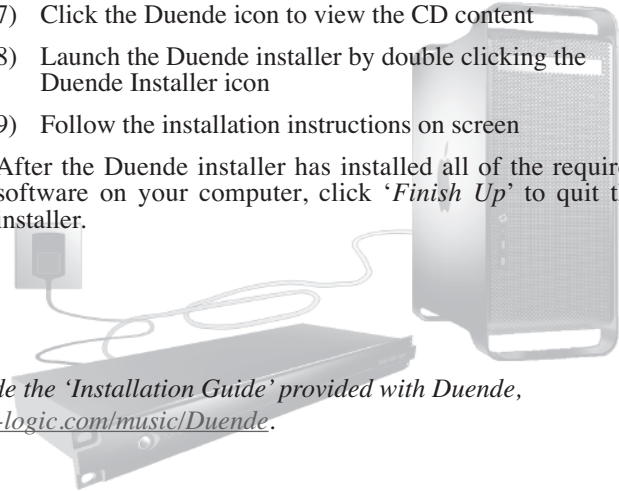 7) Click the Duende icon to view the CD content
8) Launch the Duende installer by double clicking the
Duende Installer icon
9) Follow the installation instructions on screen
After the Duende installer has installed all of the require
software on your computer, click ‘Finish Up’ to quit th
installer.
de the ‘Installation Guide’ provided with Duende,
-logic.com/music/Duende.